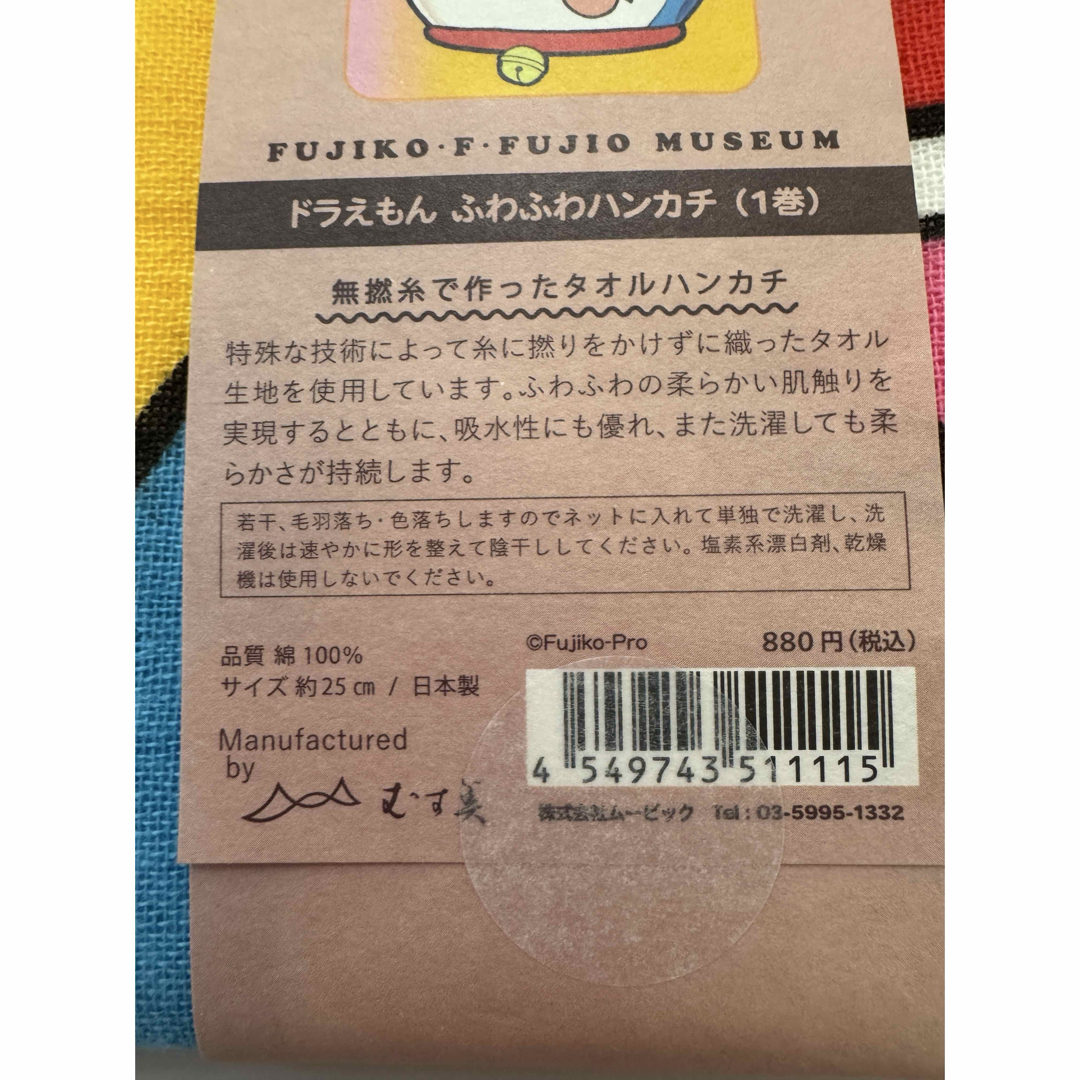 FUJIKO・F・FUJIO MUSEUM
ドラえもん ふわふわハンカチ（1巻）
無撚糸で作ったタオルハンカチ
特殊な技術によって糸に撚りをかけずに織ったタオル
生地を使用しています。ふわふわの柔らかい肌触りを
実現するとともに、吸水性にも優れ、また洗濯しても柔
らかさが持続します。
若干、毛羽落ち・色落ちしますのでネットに入れて単独で洗濯し、洗
濯後は速やかに形を整えて陰干ししてください。塩素系漂白剤、乾燥
機は使用しないでください。
品質 綿100%
サイズ 約25㎝ / 日本製
Manufactured
by
むす美
©Fujiko-Pro
880円（税込）
4 549743 511115
株式会社ムービック Tel：03-5995-1332